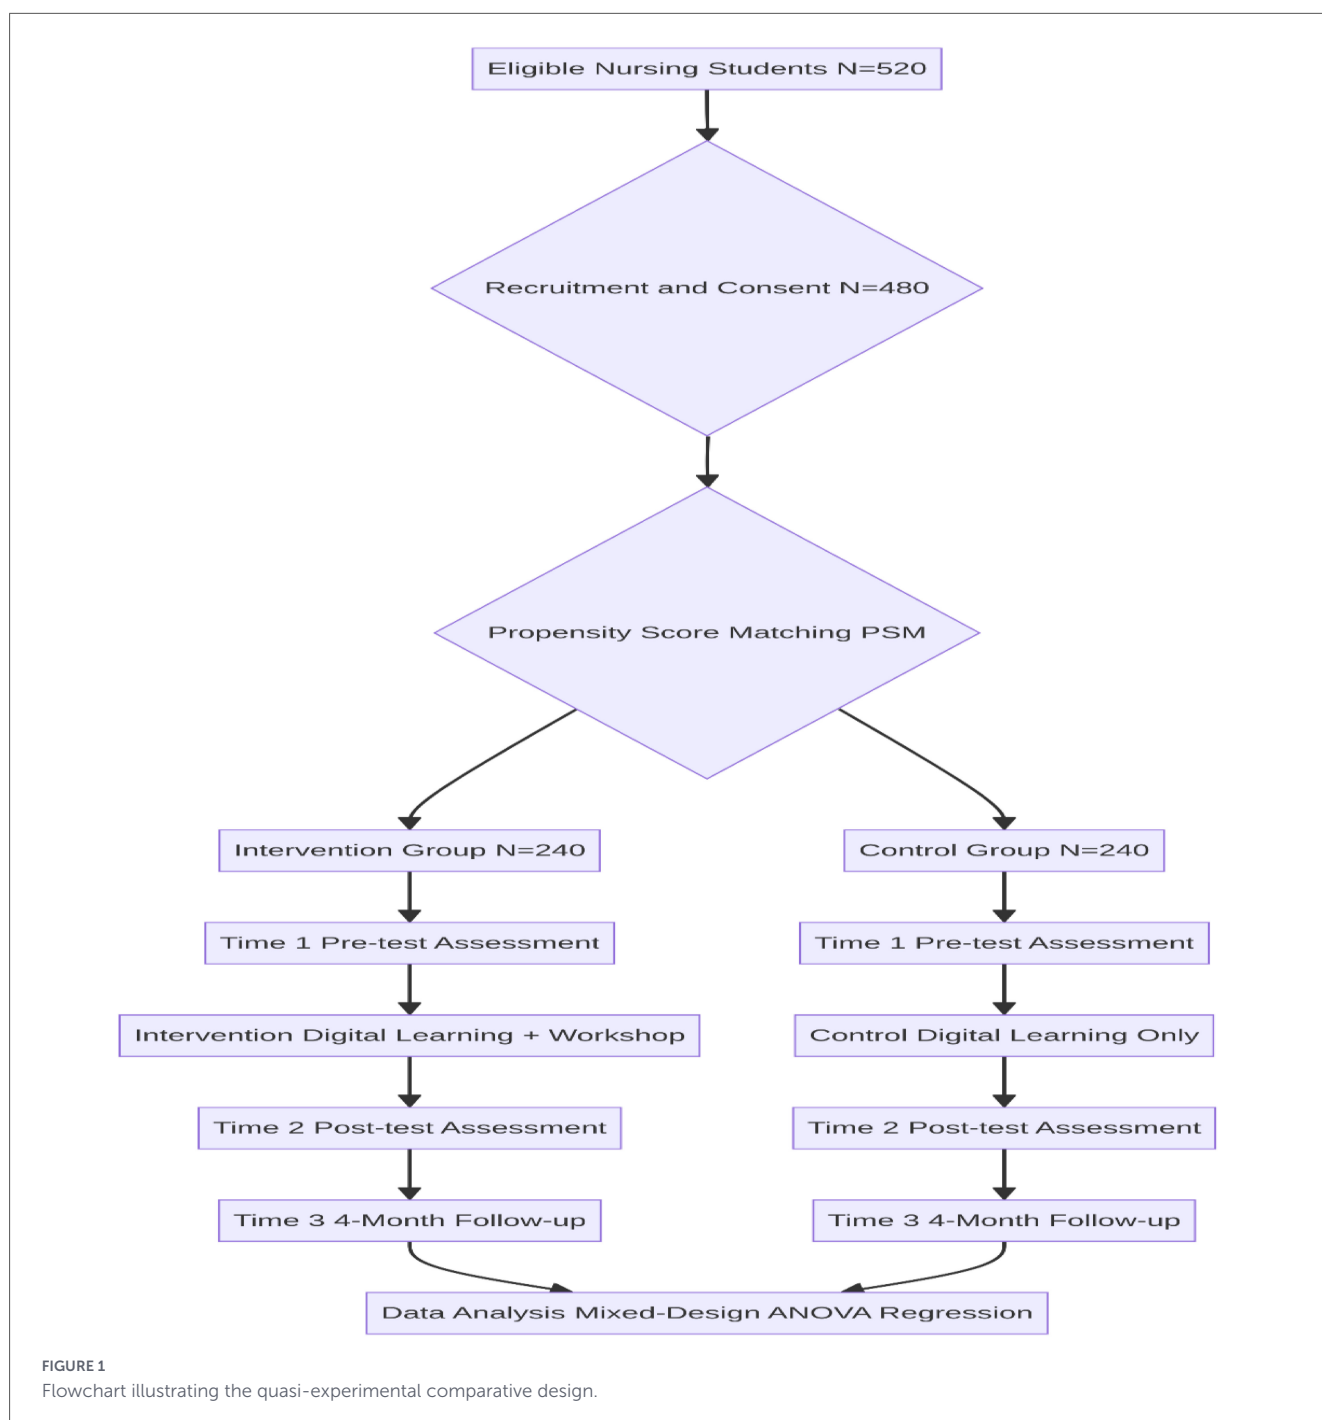 Eligible Nursing Students N=520
Recruitment and Consent N=480
Propensity Score Matching PSM
Intervention Group N=240
Control Group N=240
Time 1 Pre-test Assessment
Time 1 Pre-test Assessment
Intervention Digital Learning + Workshop
Control Digital Learning Only
Time 2 Post-test Assessment
Time 2 Post-test Assessment
Time 3 4-Month Follow-up
Time 3 4-Month Follow-up
Data Analysis Mixed-Design ANOVA Regression
FIGURE 1
Flowchart illustrating the quasi-experimental comparative design.